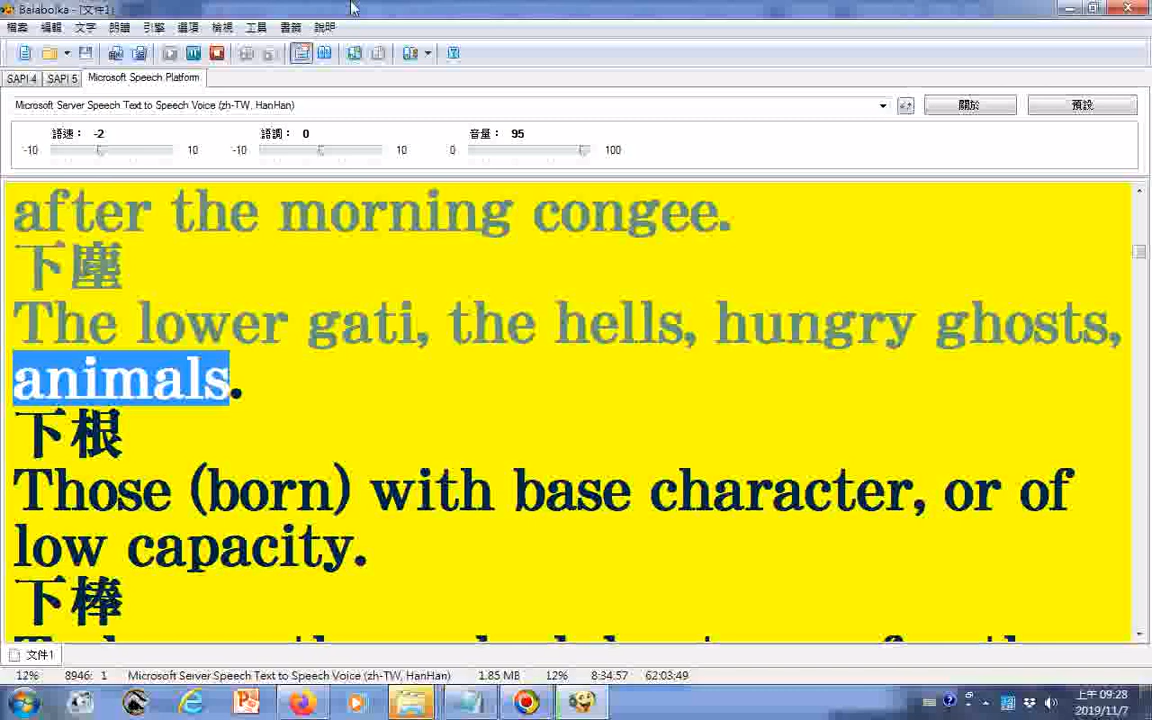 Balabolka - [文件1]
檔案 編輯 文字 朗讀 引擎 選項 檢視 工具 書籤 說明
SAPI 4 SAPI 5 Microsoft Speech Platform
Microsoft Server Speech Text to Speech Voice (zh-TW, HanHan) 關於 預設
語速： -2 語調： 0 音量： 95
-10 10 -10 10 0 100
after the morning congee.
下塵
The lower gati, the hells, hungry ghosts,
animals.
下根
Those (born) with base character, or of
low capacity.
下棒
文件1
12% 8946: 1 Microsoft Server Speech Text to Speech Voice (zh-TW, HanHan) 1.85 MB 12% 8:34:57 62:03:49
上午 09:28
2019/11/7